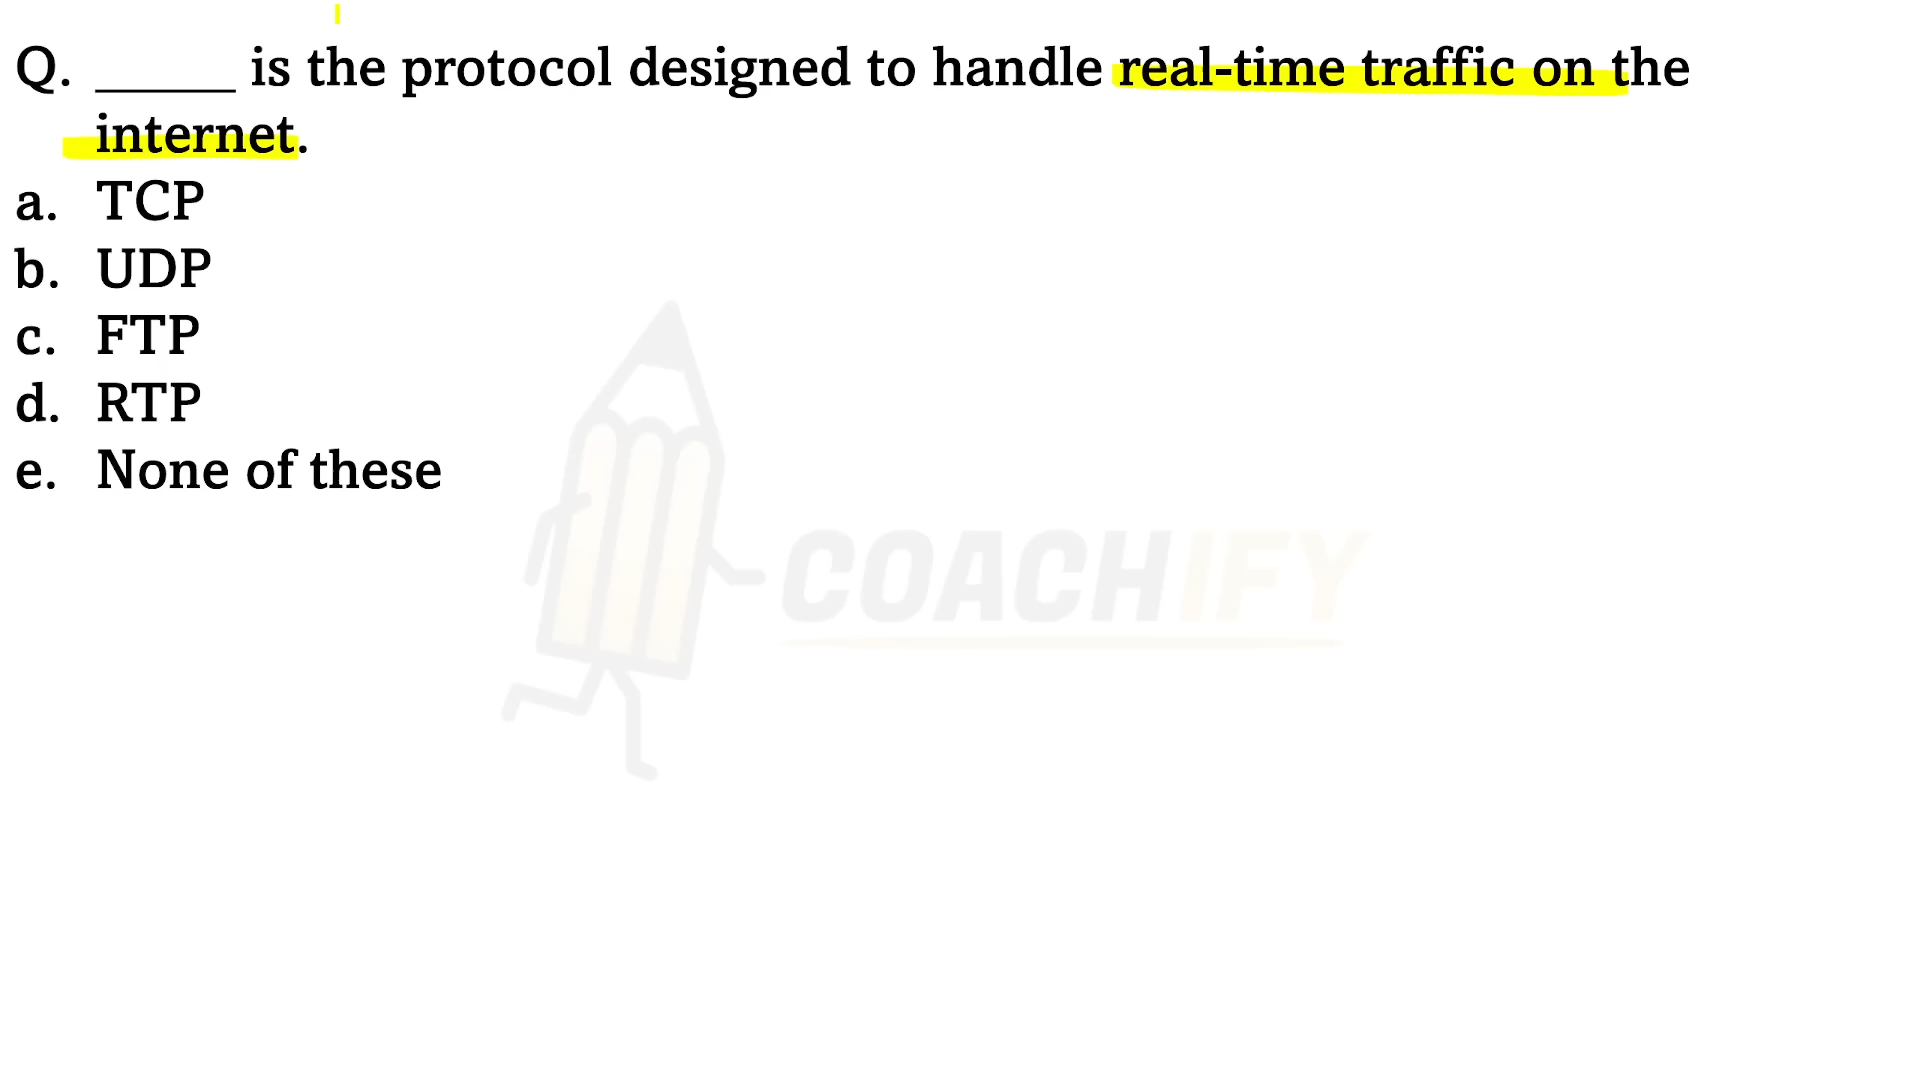 Q. _____ is the protocol designed to handle real-time traffic on the
internet.
a. TCP
b. UDP
c. FTP
d. RTP
e. None of these
COACHIFY